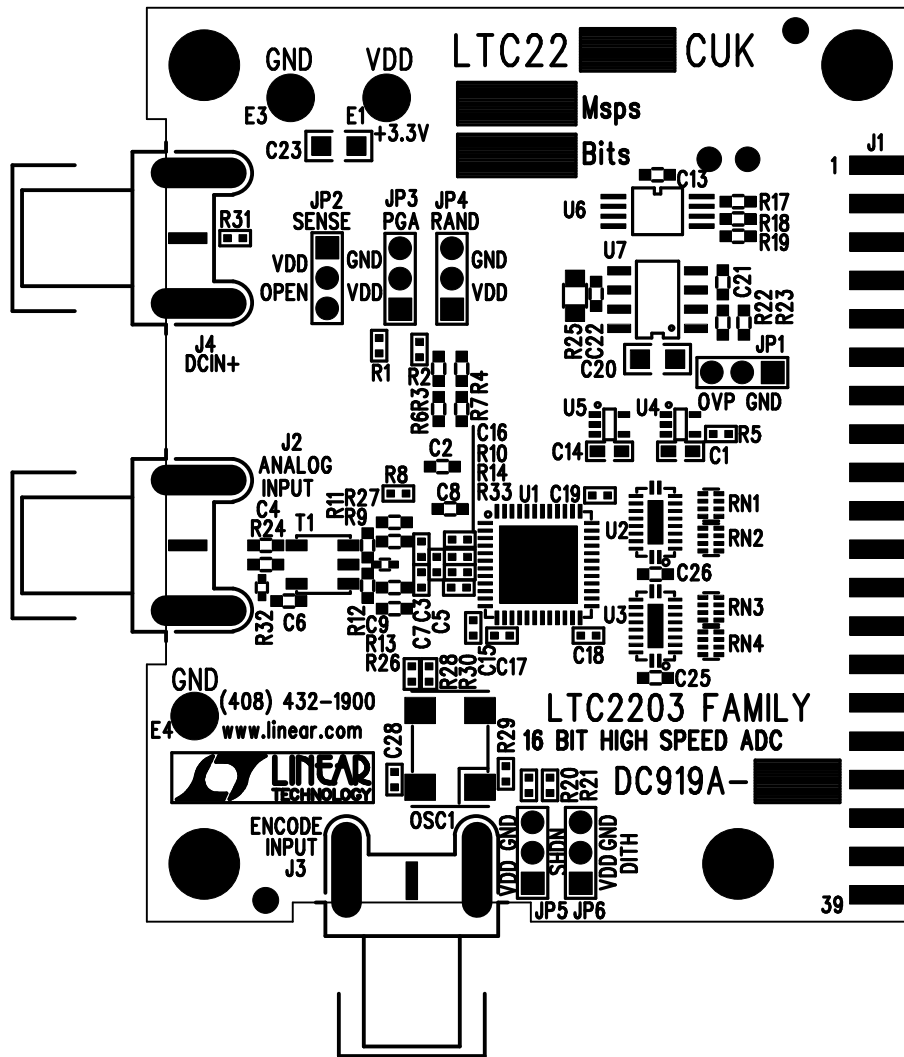 LTC22 CUK
GND VDD
E3 E1
+3.3V
C23
Msps
Bits
J1
1
C13
U6
R17
R18
R19
U7
C21
R22
R23
R25
C22
C20
JP1
OVP GND
JP2
SENSE
VDD
OPEN
JP3
PGA
GND
VDD
JP4
RAND
GND
VDD
R31
J4
DCIN+
R1
R2
R4
R3
R6
R7
U5 U4
R5
C14 C1
C16
R10
R14
R33
C2
C8
R8
U1
C19
J2
ANALOG
INPUT
C4
R24
T1
R11
R27
R9
U2
RN1
RN2
C26
U3
RN3
RN4
C25
R32
C6
R12
C9
R13
R26
C7
C3
C5
C15
C17
C18
R28
R30
GND
E4
(408) 432-1900
www.linear.com
LINEAR
TECHNOLOGY
LTC2203 FAMILY
16 BIT HIGH SPEED ADC
DC919A-
C28
R29
OSC1
R20
R21
ENCODE
INPUT
J3
VDD GND
SHDN
VDD GND
DITH
JP5 JP6
39